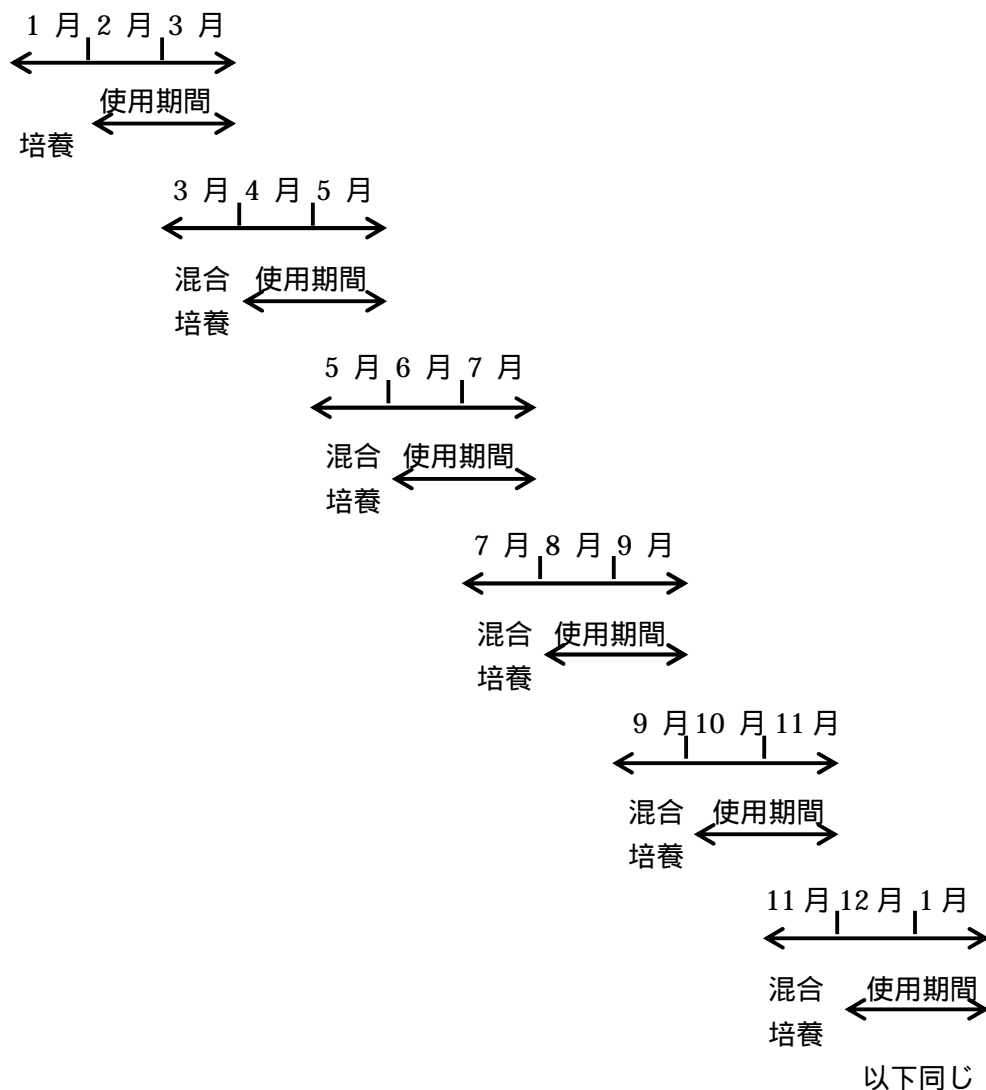 1 月 2 月 3 月
使用期間
培養
3 月 4 月 5 月
混合 使用期間
培養
5 月 6 月 7 月
混合 使用期間
培養
7 月 8 月 9 月
混合 使用期間
培養
9 月 10 月 11 月
混合 使用期間
培養
11 月 12 月 1 月
混合 使用期間
培養
以下同じ